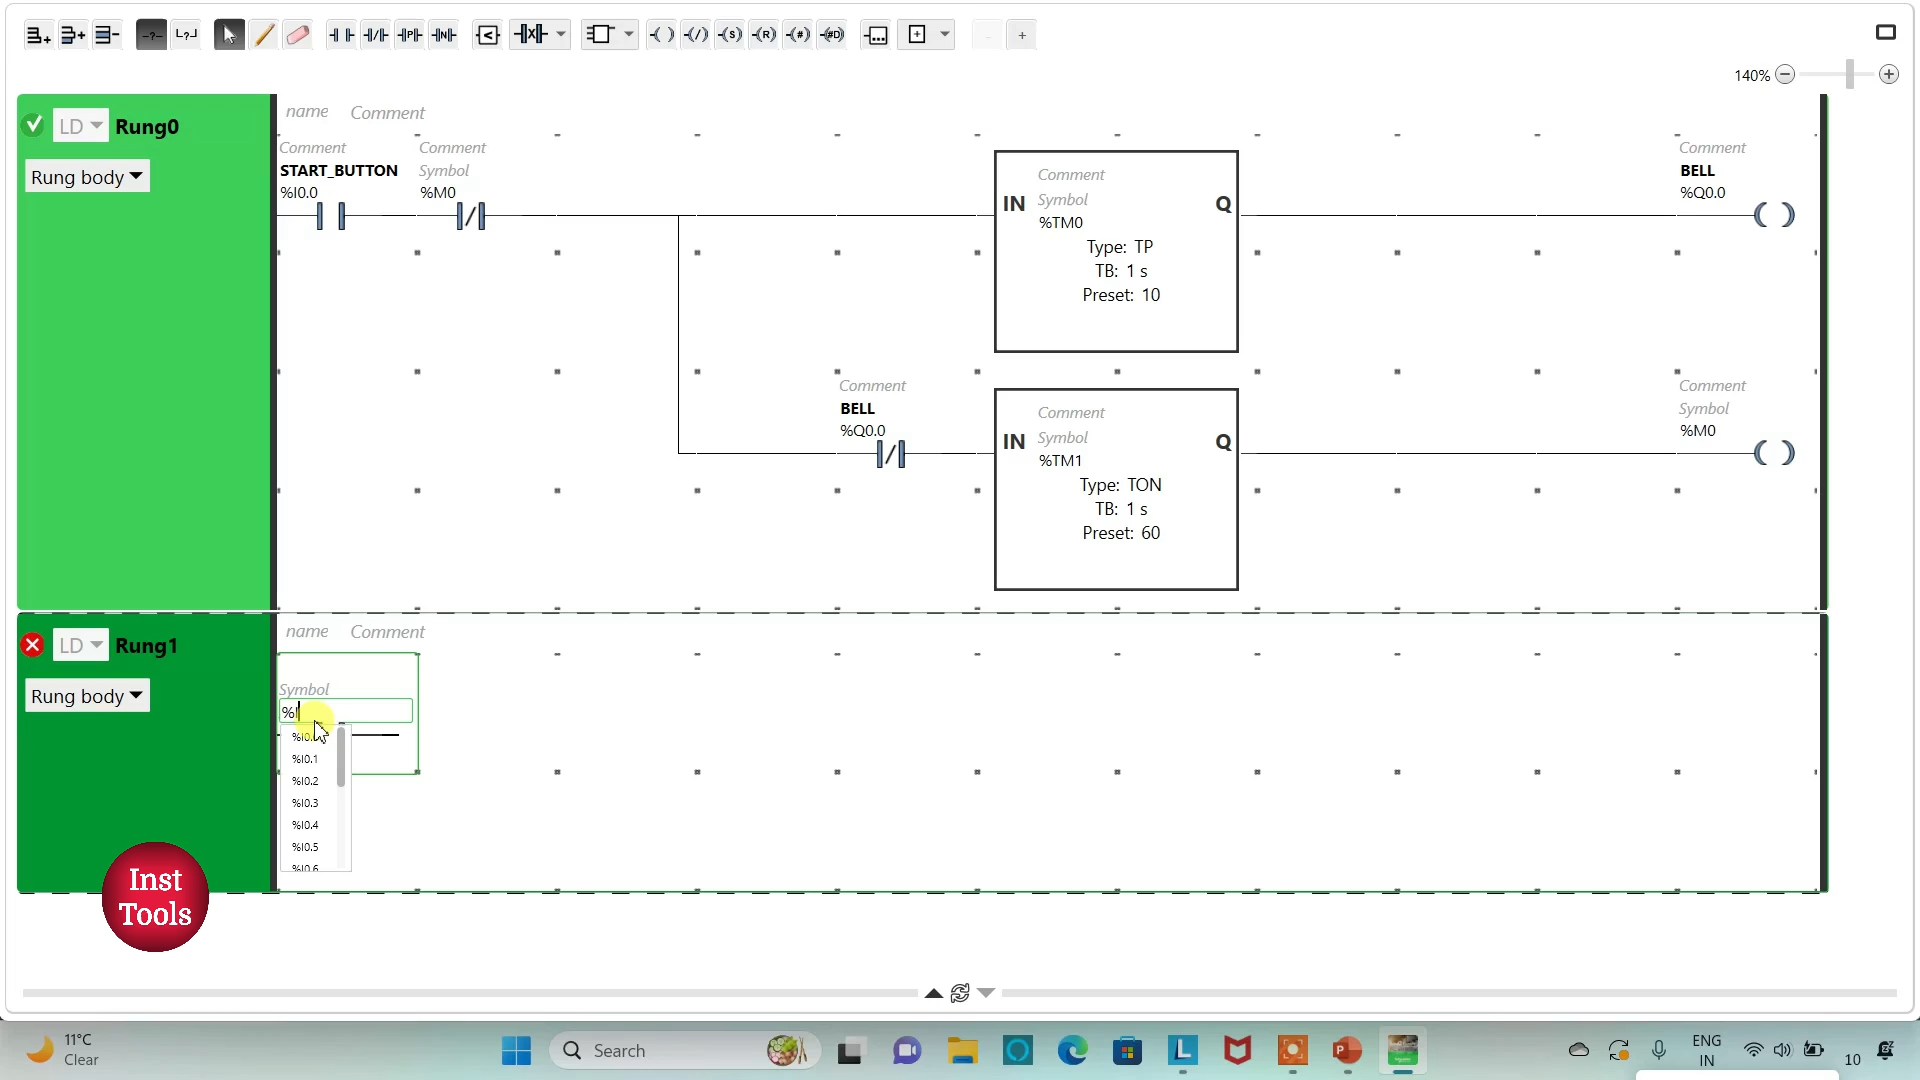 140%
LD Rung0
name Comment
Rung body
Comment Comment Comment
START_BUTTON Symbol BELL
%I0.0 %M0 %Q0.0
Comment
IN Symbol Q
%TM0
Type: TP
TB: 1 s
Preset: 10
Comment Comment
BELL Symbol
%Q0.0 %M0
Comment
IN Symbol Q
%TM1
Type: TON
TB: 1 s
Preset: 60
LD Rung1
name Comment
Rung body
Symbol
%I
%I0.1
%I0.2
%I0.3
%I0.4
%I0.5
%I0.6
Inst
Tools
11°C
Clear
Search
ENG
IN
10